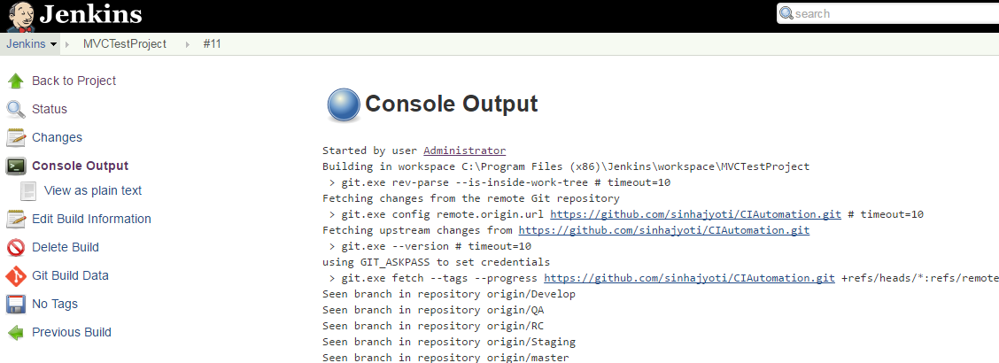 Jenkins
search
Jenkins MVCTestProject #11
Back to Project
Status
Changes
Console Output
View as plain text
Edit Build Information
Delete Build
Git Build Data
No Tags
Previous Build
Console Output
Started by user Administrator
Building in workspace C:\Program Files (x86)\Jenkins\workspace\MVCTestProject
> git.exe rev-parse --is-inside-work-tree # timeout=10
Fetching changes from the remote Git repository
> git.exe config remote.origin.url https://github.com/sinhajyoti/CIAutomation.git # timeout=10
Fetching upstream changes from https://github.com/sinhajyoti/CIAutomation.git
> git.exe --version # timeout=10
using GIT_ASKPASS to set credentials
> git.exe fetch --tags --progress https://github.com/sinhajyoti/CIAutomation.git +refs/heads/*:refs/remote
Seen branch in repository origin/Develop
Seen branch in repository origin/QA
Seen branch in repository origin/RC
Seen branch in repository origin/Staging
Seen branch in repository origin/master